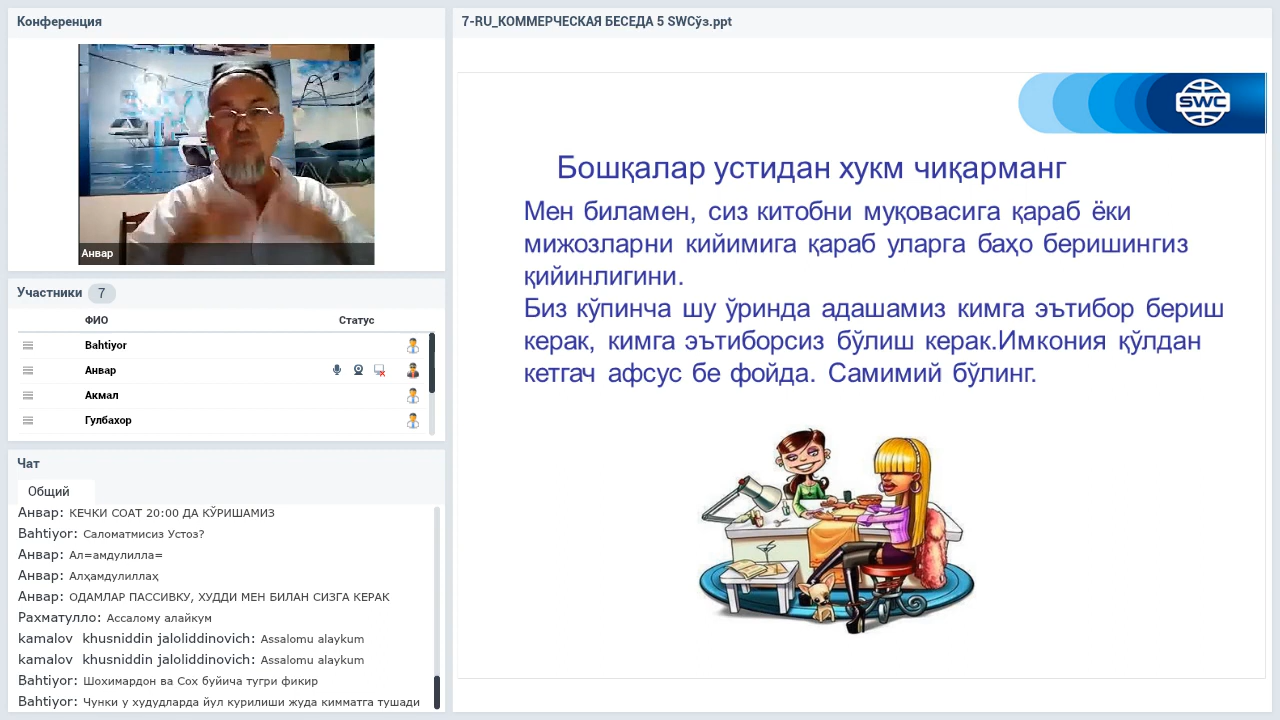 Конференция
Анвар
Участники 7
ФИО Статус
Bahtiyor
Анвар
Акмал
Гулбахор
Чат
Общий
Анвар: КЕЧКИ СОАТ 20:00 ДА КЎРИШАМИЗ
Bahtiyor: Саломатмисиз Устоз?
Анвар: Ал=амдулилла=
Анвар: Алҳамдулиллаҳ
Анвар: ОДАМЛАР ПАССИВКУ, ХУДДИ МЕН БИЛАН СИЗГА КЕРАК
Рахматулло: Ассалому алайкум
kamalov khusniddin jaloliddinovich: Assalomu alaykum
kamalov khusniddin jaloliddinovich: Assalomu alaykum
Bahtiyor: Шохимардон ва Сох буйича тугри фикир
Bahtiyor: Чунки у худудларда йул курилиши жуда кимматга тушади
7-RU_КОММЕРЧЕСКАЯ БЕСЕДА 5 SWCўз.ppt
SWC
Бошқалар устидан хукм чиқарманг
Мен биламен, сиз китобни муқовасига қараб ёки
мижозларни кийимига қараб уларга баҳо беришингиз
қийинлигини.
Биз кўпинча шу ўринда адашамиз кимга эътибор бериш
керак, кимга эътиборсиз бўлиш керак.Имкония қўлдан
кетгач афсус бе фойда. Самимий бўлинг.